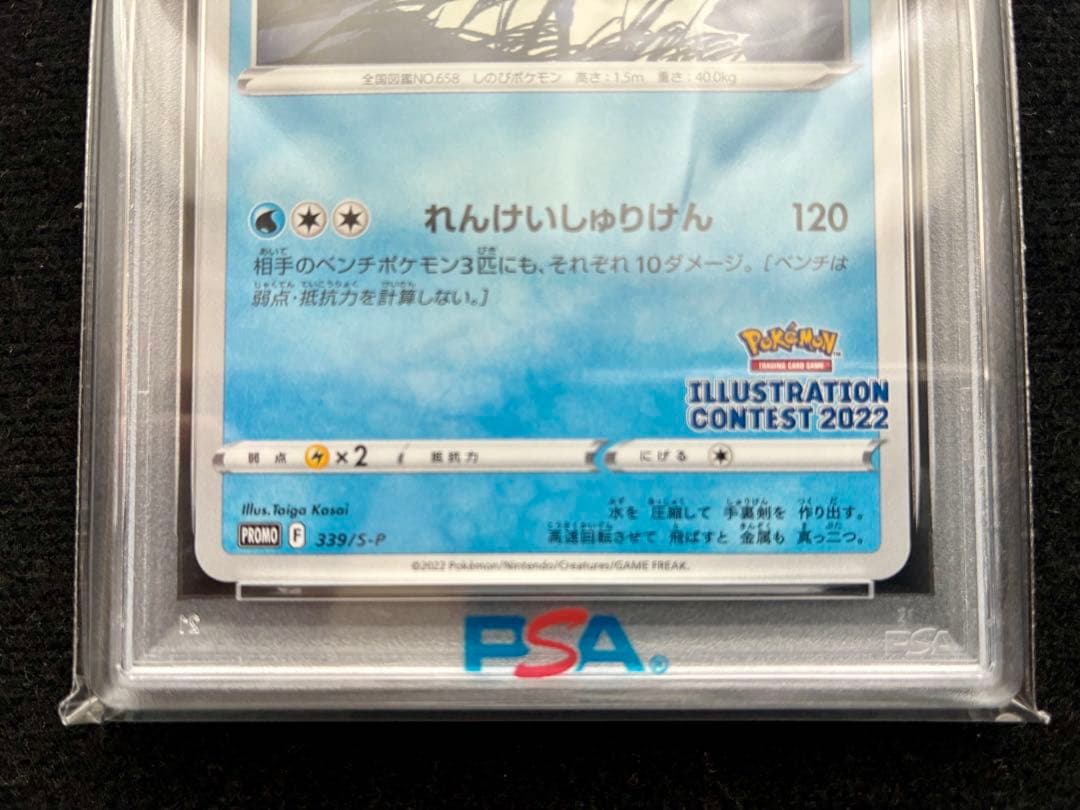 全国図鑑NO.658 しのびポケモン 高さ:1.5m 重さ:40.0kg
れんけいしゅりけん 120
相手のベンチポケモン3匹にも、それぞれ10ダメージ。[ベンチは
弱点・抵抗力を計算しない。]
POKéMON
TRADING CARD GAME
ILLUSTRATION
CONTEST 2022
弱点 ×2 抵抗力 にげる
Illus.Taiga Kasai
水を 圧縮して 手裏剣を 作り出す。
高速回転させて 飛ばすと 金属も 真っ二つ。
PROMO F 339/S-P
©2022 Pokémon/Nintendo/Creatures/GAME FREAK.
PSA
PSA